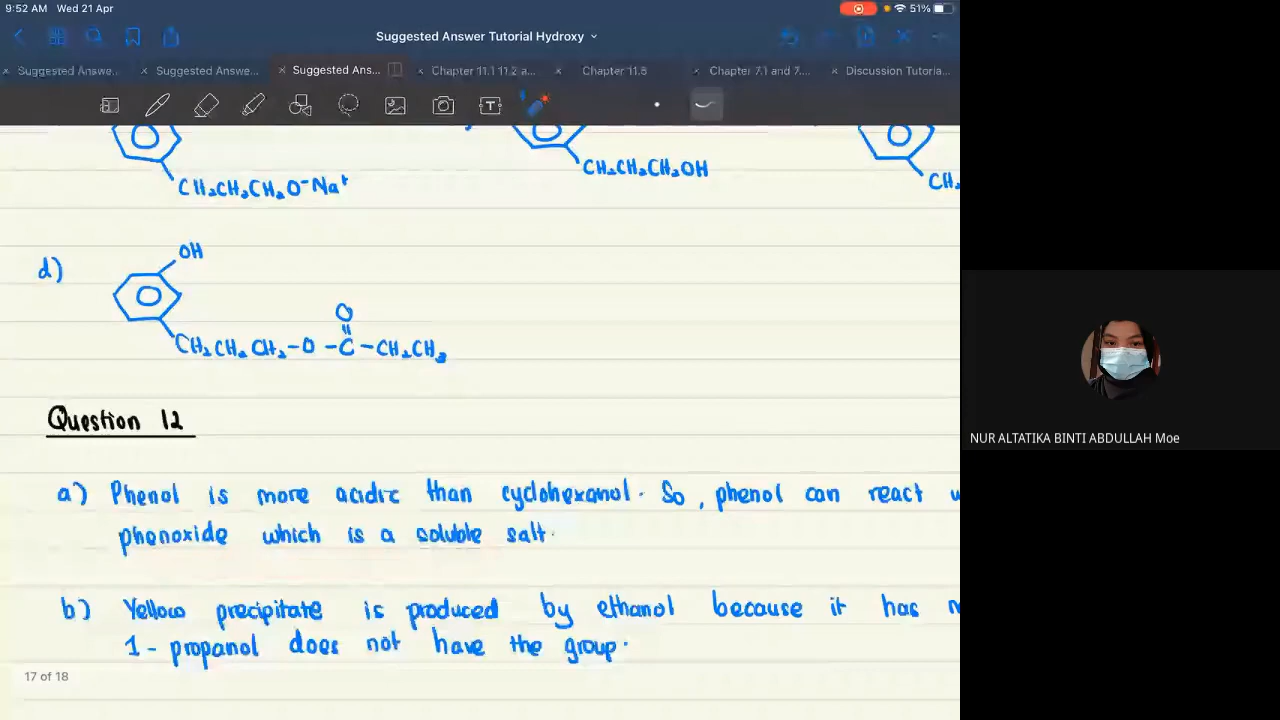 9:52 AM Wed 21 Apr
51%
Suggested Answer Tutorial Hydroxy
Suggested Answe..
Suggested Answe...
Suggested Ans...
Chapter 11.1 11.2 a...
Chapter 11.3
Chapter 7.1 and 7....
Discussion Tutoria...
CH₂CH₂CH₂O⁻Na⁺
CH₂CH₂CH₂OH
CH₂
d)
OH
O
CH₂CH₂CH₂-O-C-CH₂CH₃
Question 12
a) Phenol is more acidic than cyclohexanol. So, phenol can react
phenoxide which is a soluble salt.
b) Yellow precipitate is produced by ethanol because it has
1-propanol does not have the group.
17 of 18
NUR ALTATIKA BINTI ABDULLAH Moe